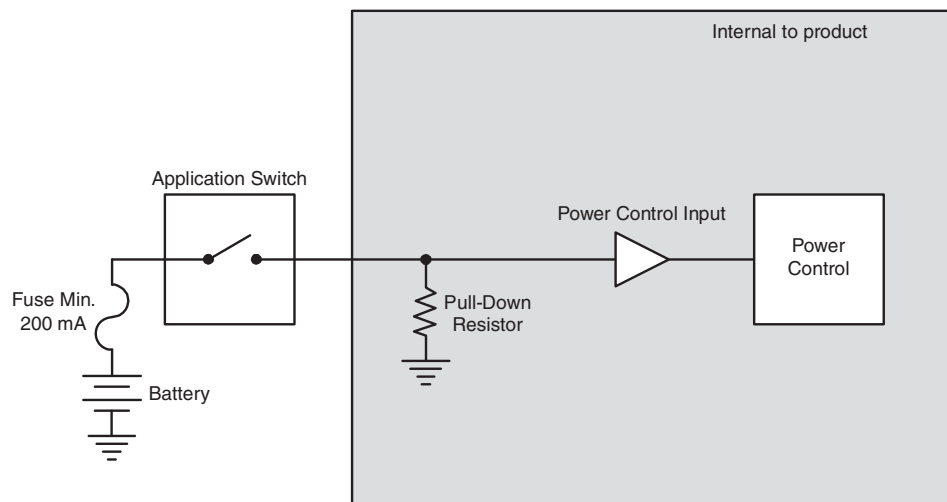 Internal to product
Application Switch
Power Control Input
Power
Control
Fuse Min.
200 mA
Pull-Down
Resistor
Battery